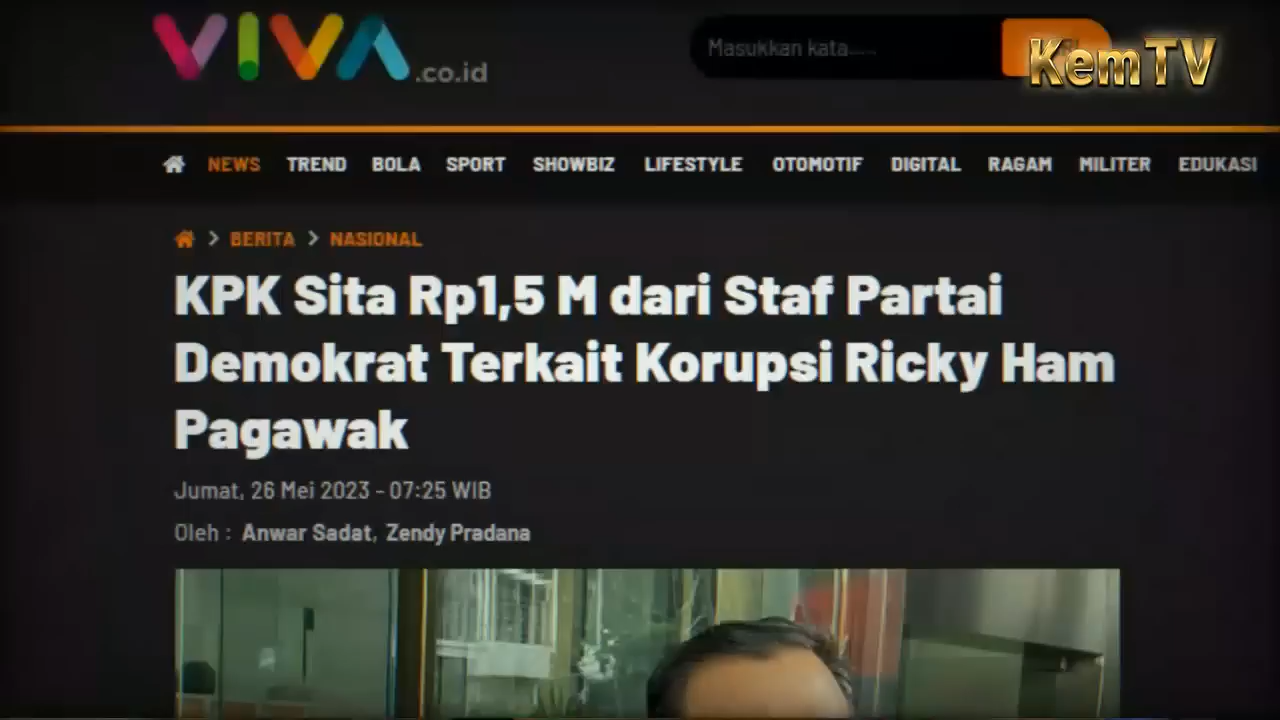 VIVA.co.id
Masukkan kata.....
KemTV
NEWS TREND BOLA SPORT SHOWBIZ LIFESTYLE OTOMOTIF DIGITAL RAGAM MILITER EDUKASI
> BERITA > NASIONAL
KPK Sita Rp1,5 M dari Staf Partai
Demokrat Terkait Korupsi Ricky Ham
Pagawak
Jumat, 26 Mei 2023 - 07:25 WIB
Oleh : Anwar Sadat, Zendy Pradana